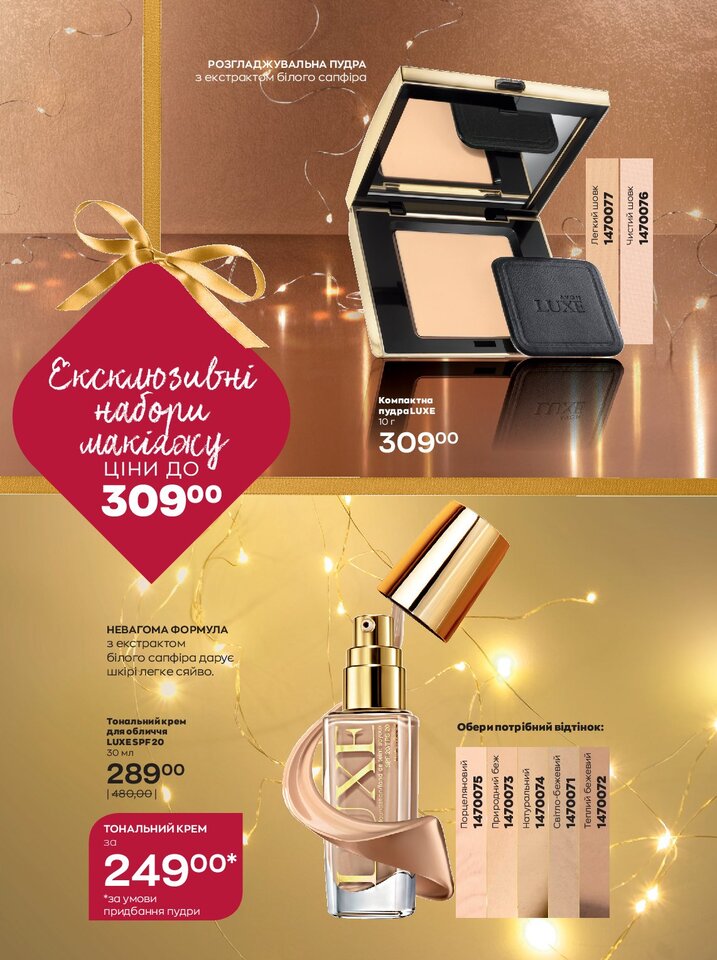 РОЗГЛАДЖУВАЛЬНА ПУДРА
з екстрактом білого сапфіра
Легкий шовк
1470077
Чистий шовк
1470076
AVON
LUXE
Ексклюзивні
набори
макіяжу
ЦІНИ ДО
309⁰⁰
Компактна
пудра LUXE
10 г
309⁰⁰
НЕВАГОМА ФОРМУЛА
з екстрактом
білого сапфіра дарує
шкірі легке сяйво.
Тональний крем
для обличчя
LUXE SPF 20
30 мл
289⁰⁰
| 480,00 |
ТОНАЛЬНИЙ КРЕМ
за
249⁰⁰*
*за умови
придбання пудри
LUXE
Обери потрібний відтінок:
Порцеляновий
1470075
Природний беж
1470073
Натуральний
1470074
Світло-бежевий
1470071
Теплий бежевий
1470072